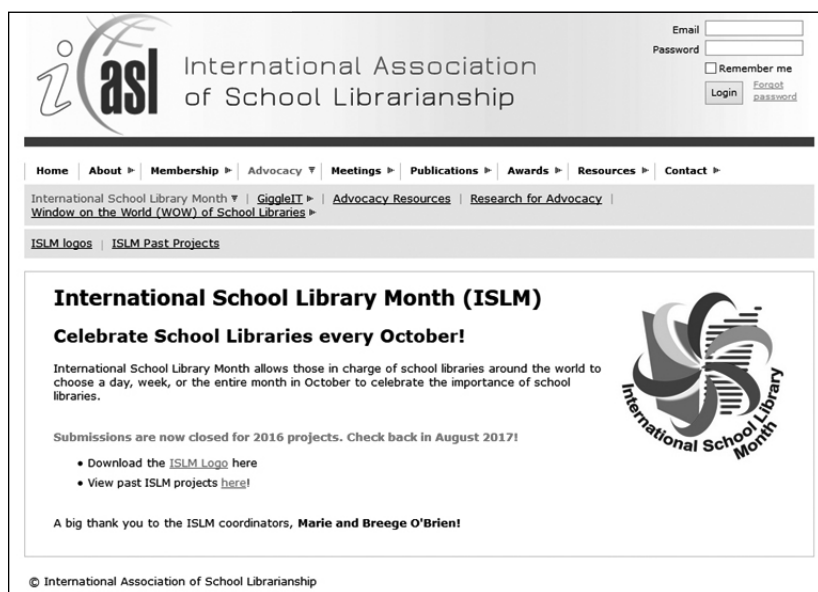 iasl
International Association
of School Librarianship
Email
Password
Remember me
Login
Forgot
password
Home About Membership Advocacy Meetings Publications Awards Resources Contact
International School Library Month | GiggleIT | Advocacy Resources | Research for Advocacy |
Window on the World (WOW) of School Libraries
ISLM logos | ISLM Past Projects
International School Library Month (ISLM)
Celebrate School Libraries every October!
International School Library Month allows those in charge of school libraries around the world to
choose a day, week, or the entire month in October to celebrate the importance of school
libraries.
International School Library
Month
Submissions are now closed for 2016 projects. Check back in August 2017!
• Download the ISLM Logo here
• View past ISLM projects here!
A big thank you to the ISLM coordinators, Marie and Breege O'Brien!
© International Association of School Librarianship